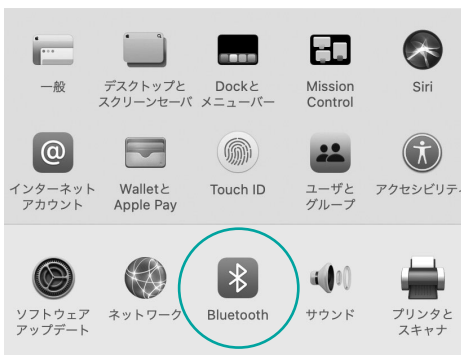 一般
デスクトップと
スクリーンセーバ
Dockと
メニューバー
Mission
Control
Siri
インターネット
アカウント
Walletと
Apple Pay
Touch ID
ユーザと
グループ
アクセシビリテ
ソフトウェア
アップデート
ネットワーク
Bluetooth
サウンド
プリンタと
スキャナ